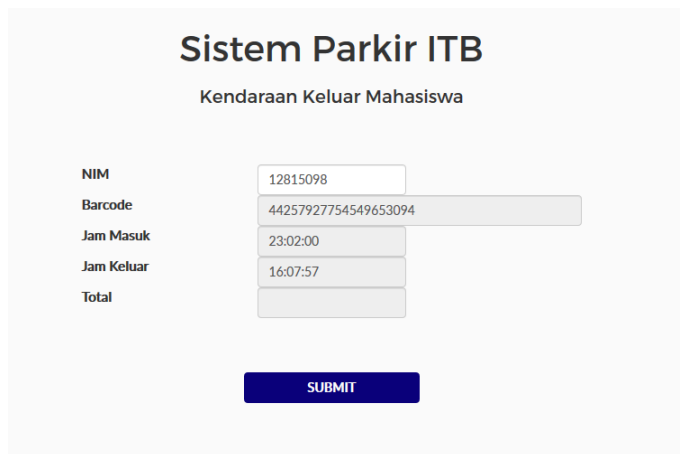 Sistem Parkir ITB
Kendaraan Keluar Mahasiswa
NIM 12815098
Barcode 44257927754549653094
Jam Masuk 23:02:00
Jam Keluar 16:07:57
Total
SUBMIT